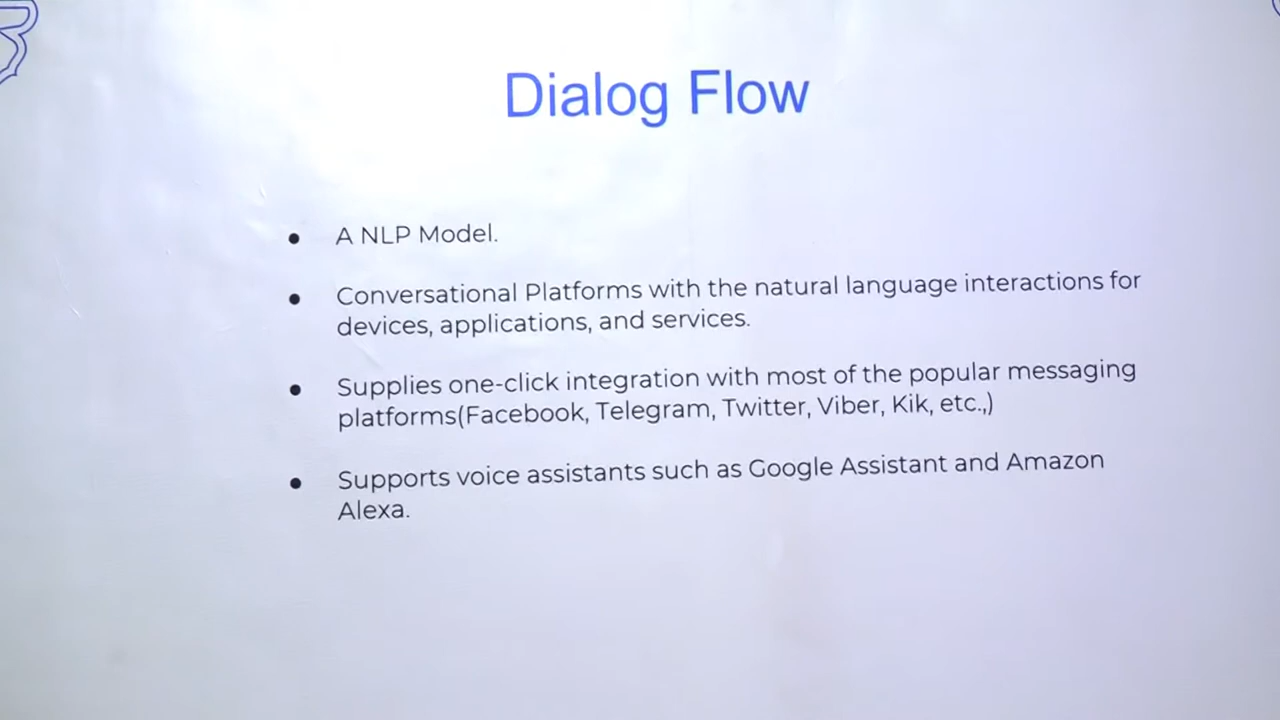 Dialog Flow
● A NLP Model.
● Conversational Platforms with the natural language interactions for
devices, applications, and services.
● Supplies one-click integration with most of the popular messaging
platforms(Facebook, Telegram, Twitter, Viber, Kik, etc.,)
● Supports voice assistants such as Google Assistant and Amazon
Alexa.